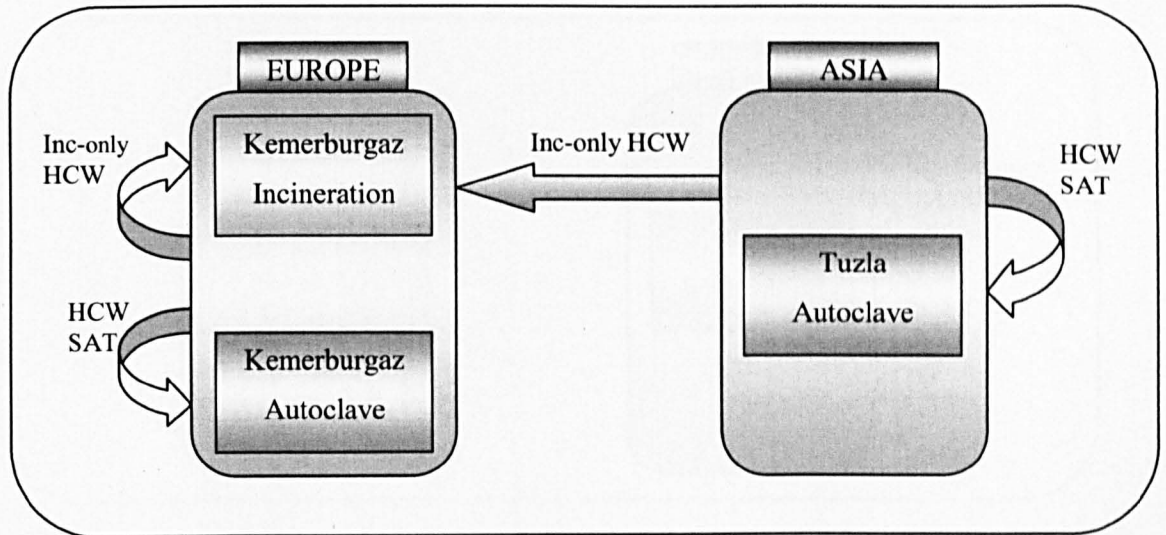 EUROPE
ASIA
Inc-only
HCW
Kemerburgaz
Incineration
Inc-only HCW
HCW
SAT
Tuzla
Autoclave
HCW
SAT
Kemerburgaz
Autoclave